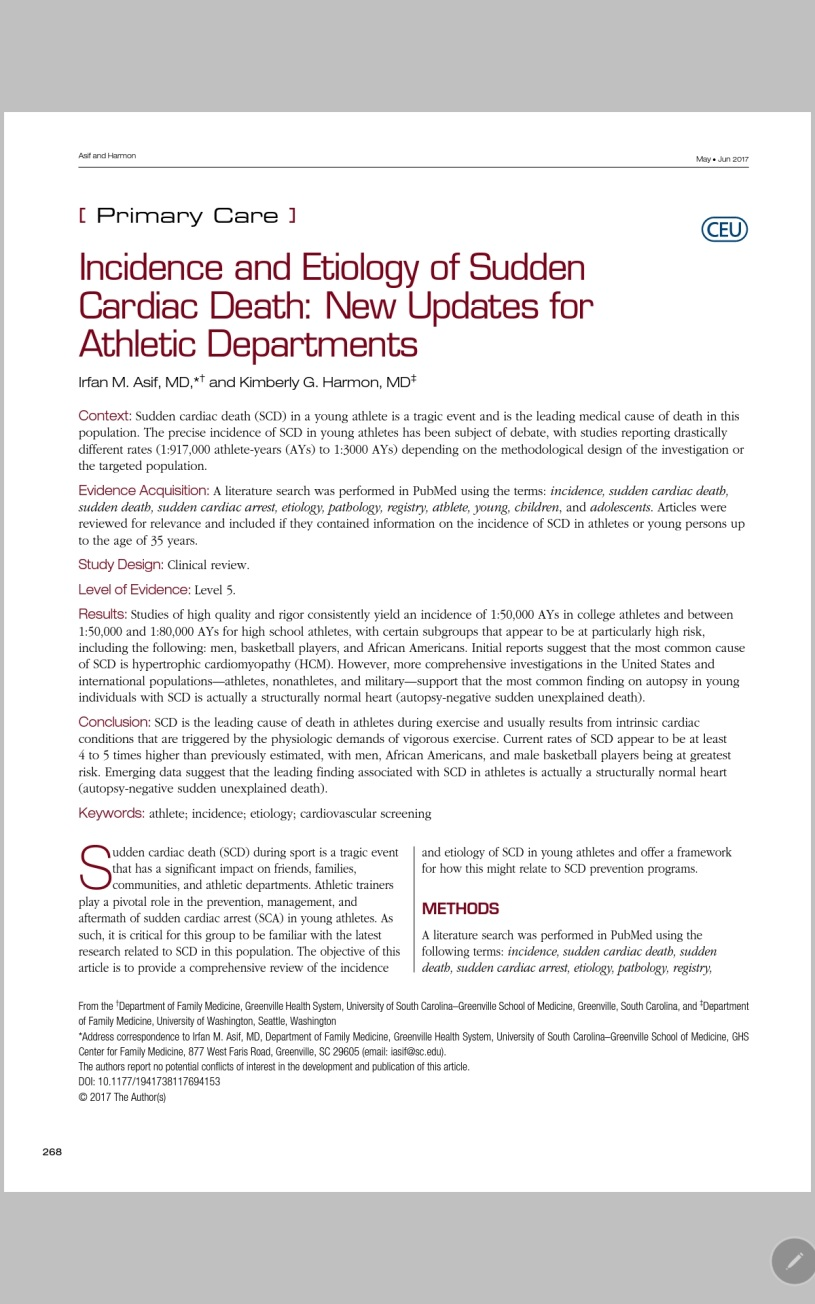 Asif and Harmon
May • Jun 2017
[ Primary Care ]
CEU
Incidence and Etiology of Sudden
Cardiac Death: New Updates for
Athletic Departments
Irfan M. Asif, MD,*† and Kimberly G. Harmon, MD‡
Context: Sudden cardiac death (SCD) in a young athlete is a tragic event and is the leading medical cause of death in this
population. The precise incidence of SCD in young athletes has been subject of debate, with studies reporting drastically
different rates (1:917,000 athlete-years (AYs) to 1:3000 AYs) depending on the methodological design of the investigation or
the targeted population.
Evidence Acquisition: A literature search was performed in PubMed using the terms: incidence, sudden cardiac death,
sudden death, sudden cardiac arrest, etiology, pathology, registry, athlete, young, children, and adolescents. Articles were
reviewed for relevance and included if they contained information on the incidence of SCD in athletes or young persons up
to the age of 35 years.
Study Design: Clinical review.
Level of Evidence: Level 5.
Results: Studies of high quality and rigor consistently yield an incidence of 1:50,000 AYs in college athletes and between
1:50,000 and 1:80,000 AYs for high school athletes, with certain subgroups that appear to be at particularly high risk,
including the following: men, basketball players, and African Americans. Initial reports suggest that the most common cause
of SCD is hypertrophic cardiomyopathy (HCM). However, more comprehensive investigations in the United States and
international populations—athletes, nonathletes, and military—support that the most common finding on autopsy in young
individuals with SCD is actually a structurally normal heart (autopsy-negative sudden unexplained death).
Conclusion: SCD is the leading cause of death in athletes during exercise and usually results from intrinsic cardiac
conditions that are triggered by the physiologic demands of vigorous exercise. Current rates of SCD appear to be at least
4 to 5 times higher than previously estimated, with men, African Americans, and male basketball players being at greatest
risk. Emerging data suggest that the leading finding associated with SCD in athletes is actually a structurally normal heart
(autopsy-negative sudden unexplained death).
Keywords: athlete; incidence; etiology; cardiovascular screening
Sudden cardiac death (SCD) during sport is a tragic event
that has a significant impact on friends, families,
communities, and athletic departments. Athletic trainers
play a pivotal role in the prevention, management, and
aftermath of sudden cardiac arrest (SCA) in young athletes. As
such, it is critical for this group to be familiar with the latest
research related to SCD in this population. The objective of this
article is to provide a comprehensive review of the incidence
and etiology of SCD in young athletes and offer a framework
for how this might relate to SCD prevention programs.
METHODS
A literature search was performed in PubMed using the
following terms: incidence, sudden cardiac death, sudden
death, sudden cardiac arrest, etiology, pathology, registry,
From the †Department of Family Medicine, Greenville Health System, University of South Carolina–Greenville School of Medicine, Greenville, South Carolina, and ‡Department
of Family Medicine, University of Washington, Seattle, Washington
*Address correspondence to Irfan M. Asif, MD, Department of Family Medicine, Greenville Health System, University of South Carolina–Greenville School of Medicine, GHS
Center for Family Medicine, 877 West Faris Road, Greenville, SC 29605 (email: iasif@sc.edu).
The authors report no potential conflicts of interest in the development and publication of this article.
DOI: 10.1177/1941738117694153
© 2017 The Author(s)
268